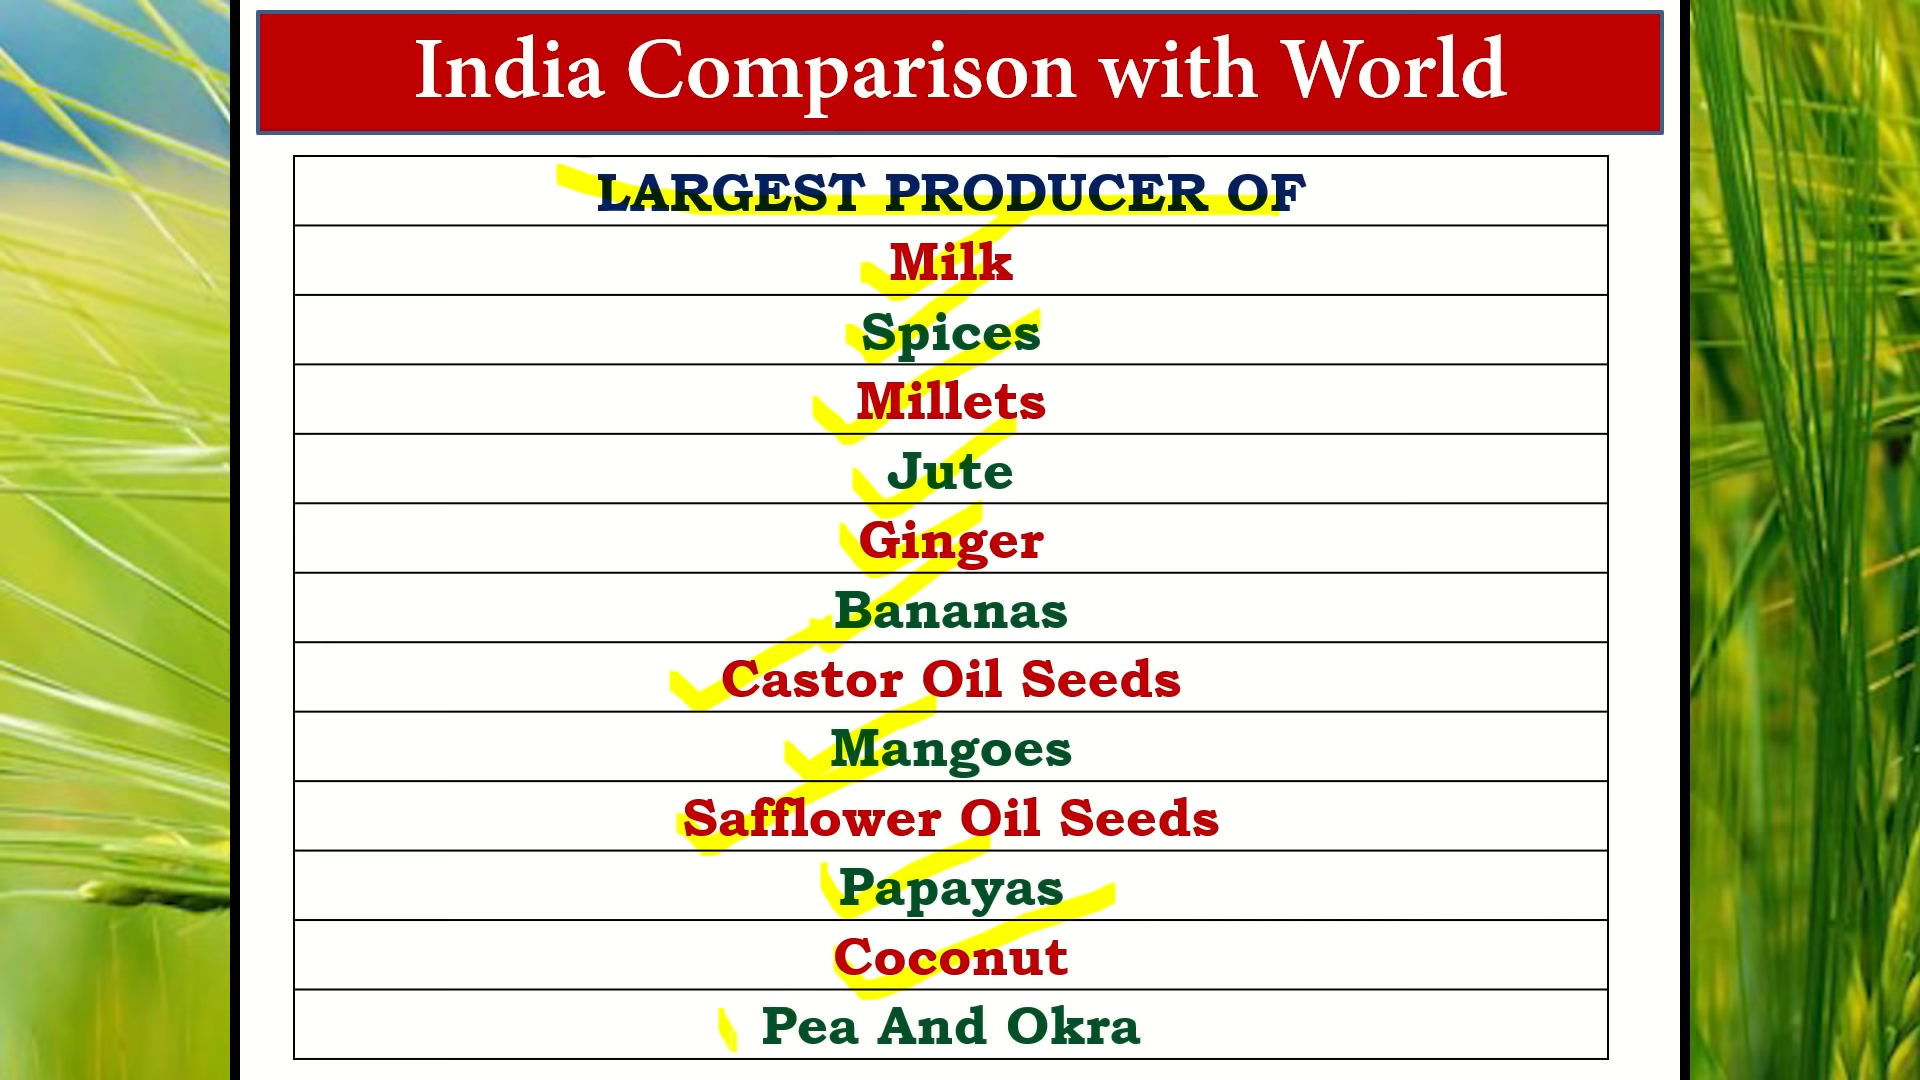 India Comparison with World
LARGEST PRODUCER OF
Milk
Spices
Millets
Jute
Ginger
Bananas
Castor Oil Seeds
Mangoes
Safflower Oil Seeds
Papayas
Coconut
Pea And Okra